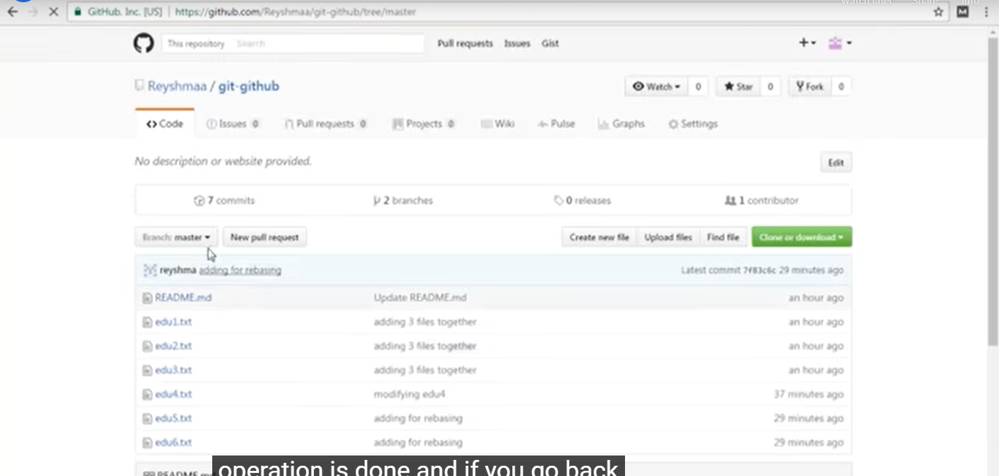 Watch later Share Info
GitHub, Inc. [US] https://github.com/Reyshmaa/git-github/tree/master
This repository Search Pull requests Issues Gist
Reyshmaa / git-github Watch 0 Star 0 Fork 0
Code Issues 0 Pull requests 0 Projects 0 Wiki Pulse Graphs Settings
No description or website provided. Edit
7 commits 2 branches 0 releases 1 contributor
Branch: master New pull request Create new file Upload files Find file Clone or download
reyshma adding for rebasing Latest commit 7f83c6c 29 minutes ago
README.md Update README.md an hour ago
edu1.txt adding 3 files together an hour ago
edu2.txt adding 3 files together an hour ago
edu3.txt adding 3 files together an hour ago
edu4.txt modifying edu4 37 minutes ago
edu5.txt adding for rebasing 29 minutes ago
edu6.txt adding for rebasing 29 minutes ago
operation is done and if you go back